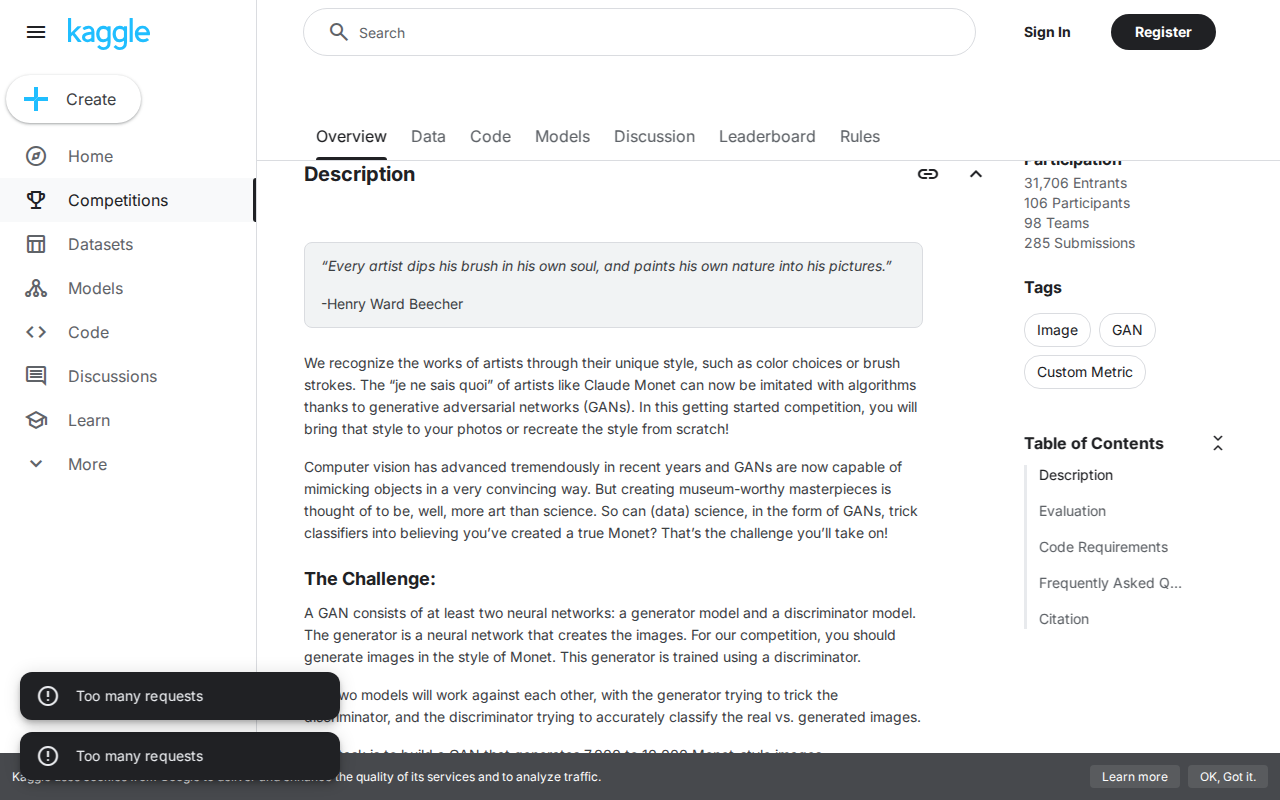 kaggle
Search
Sign In
Register
Create
Home
Competitions
Datasets
Models
Code
Discussions
Learn
More
Overview
Data
Code
Models
Discussion
Leaderboard
Rules
Description
“Every artist dips his brush in his own soul, and paints his own nature into his pictures.”
-Henry Ward Beecher
We recognize the works of artists through their unique style, such as color choices or brush
strokes. The “je ne sais quoi” of artists like Claude Monet can now be imitated with algorithms
thanks to generative adversarial networks (GANs). In this getting started competition, you will
bring that style to your photos or recreate the style from scratch!
Computer vision has advanced tremendously in recent years and GANs are now capable of
mimicking objects in a very convincing way. But creating museum-worthy masterpieces is
thought of to be, well, more art than science. So can (data) science, in the form of GANs, trick
classifiers into believing you’ve created a true Monet? That’s the challenge you’ll take on!
The Challenge:
A GAN consists of at least two neural networks: a generator model and a discriminator model.
The generator is a neural network that creates the images. For our competition, you should
generate images in the style of Monet. This generator is trained using a discriminator.
two models will work against each other, with the generator trying to trick the
discriminator, and the discriminator trying to accurately classify the real vs. generated images.
Participation
31,706 Entrants
106 Participants
98 Teams
285 Submissions
Tags
Image
GAN
Custom Metric
Table of Contents
Description
Evaluation
Code Requirements
Frequently Asked Q...
Citation
Too many requests
Too many requests
the quality of its services and to analyze traffic.
Learn more
OK, Got it.